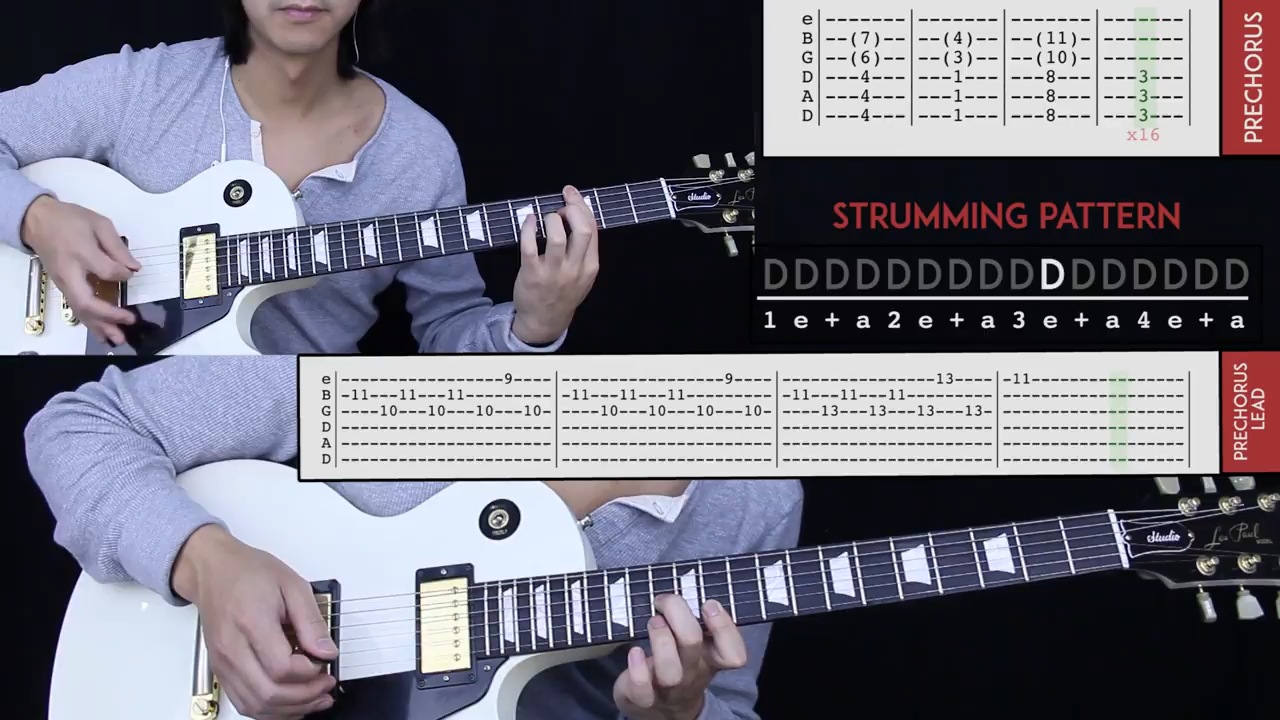 e|-------|-------|-------|-------|
B|--(7)--|--(4)--|--(11)-|-------|
G|--(6)--|--(3)--|--(10)-|-------|
D|---4---|---1---|---8---|---3---|
A|---4---|---1---|---8---|---3---|
D|---4---|---1---|---8---|---3---|
x16
PRECHORUS
STRUMMING PATTERN
DDDDDDDDDDDDDDDD
1 e + a 2 e + a 3 e + a 4 e + a
e|------------------9----|------------------9----|------------------13----|-11----------------|
B|-11---11---11----------|-11---11---11----------|-11---11---11-----------|-------------------|
G|----10---10---10---10-|----10---10---10---10-|----13---13---13---13-|-------------------|
D|-----------------------|-----------------------|-----------------------|-------------------|
A|-----------------------|-----------------------|-----------------------|-------------------|
D|-----------------------|-----------------------|-----------------------|-------------------|
PRECHORUS
LEAD
Studio
Les Paul
Studio
Les Paul